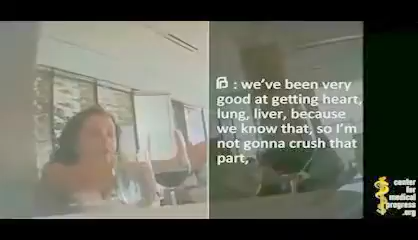 : we've been very
good at getting heart,
lung, liver, because
we know that, so I'm
not gonna crush that
part,
center
for
medical
progress
.org